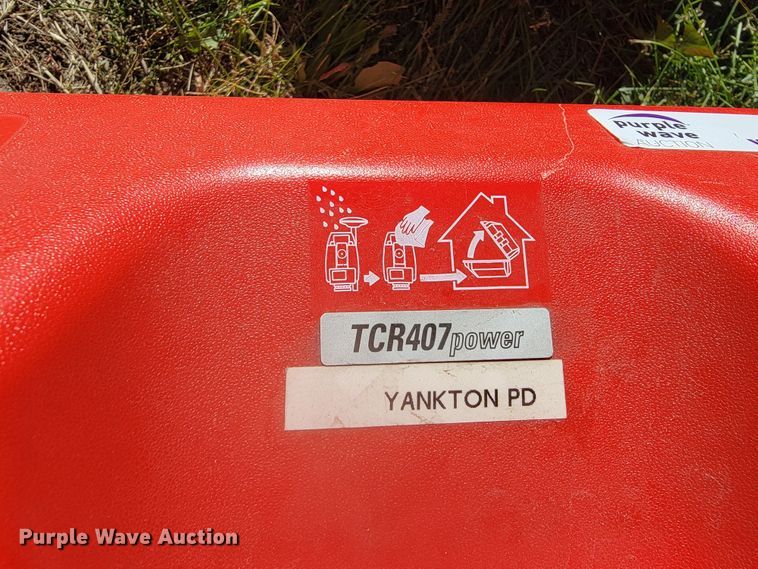 purple
wave
AUCTION
TCR407power
YANKTON PD
Purple Wave Auction